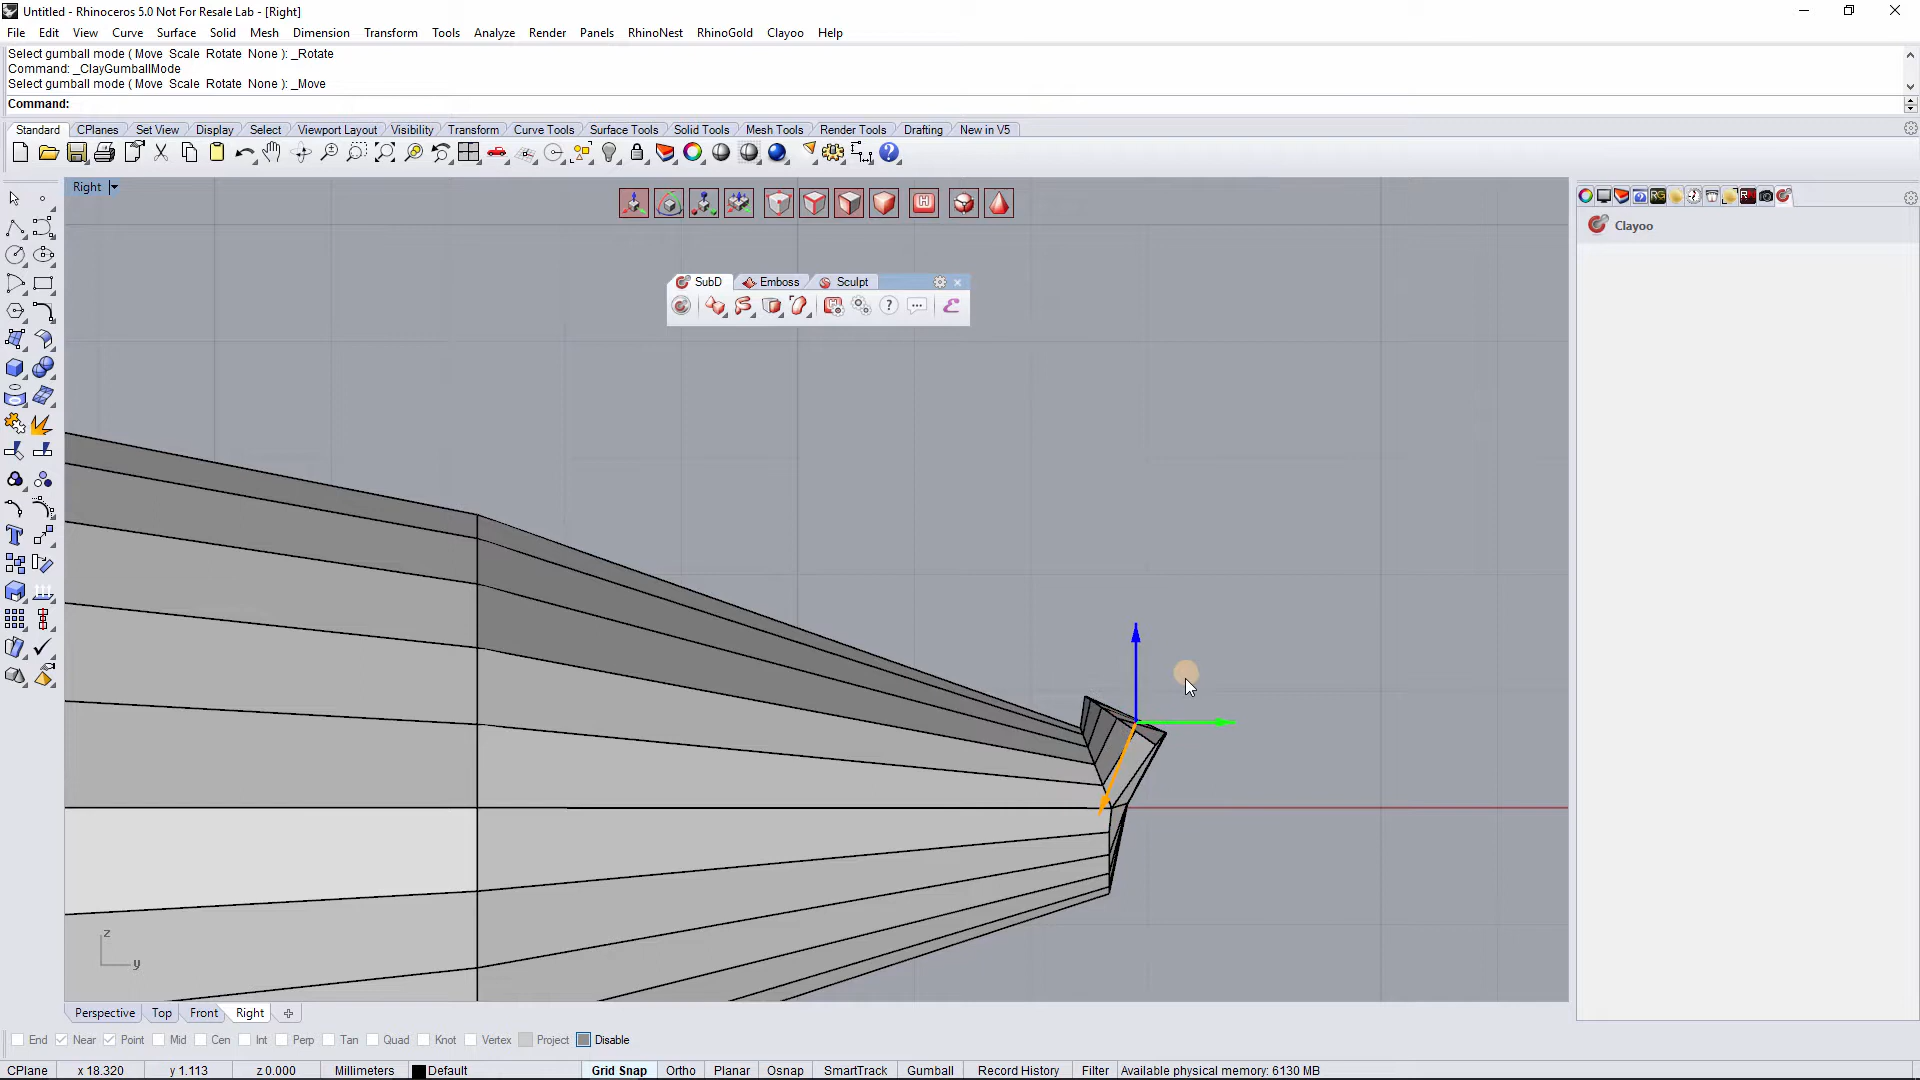 Untitled - Rhinoceros 5.0 Not For Resale Lab - [Right]
File Edit View Curve Surface Solid Mesh Dimension Transform Tools Analyze Render Panels RhinoNest RhinoGold Clayoo Help
Select gumball mode ( Move Scale Rotate None ): _Rotate
Command: _ClayGumballMode
Select gumball mode ( Move Scale Rotate None ): _Move
Command:
Standard CPlanes Set View Display Select Viewport Layout Visibility Transform Curve Tools Surface Tools Solid Tools Mesh Tools Render Tools Drafting New in V5
Right
Clayoo
SubD Emboss Sculpt
z
y
Perspective Top Front Right
End Near Point Mid Cen Int Perp Tan Quad Knot Vertex Project Disable
CPlane x 18.320 y 1.113 z 0.000 Millimeters Default Grid Snap Ortho Planar Osnap SmartTrack Gumball Record History Filter Available physical memory: 6130 MB